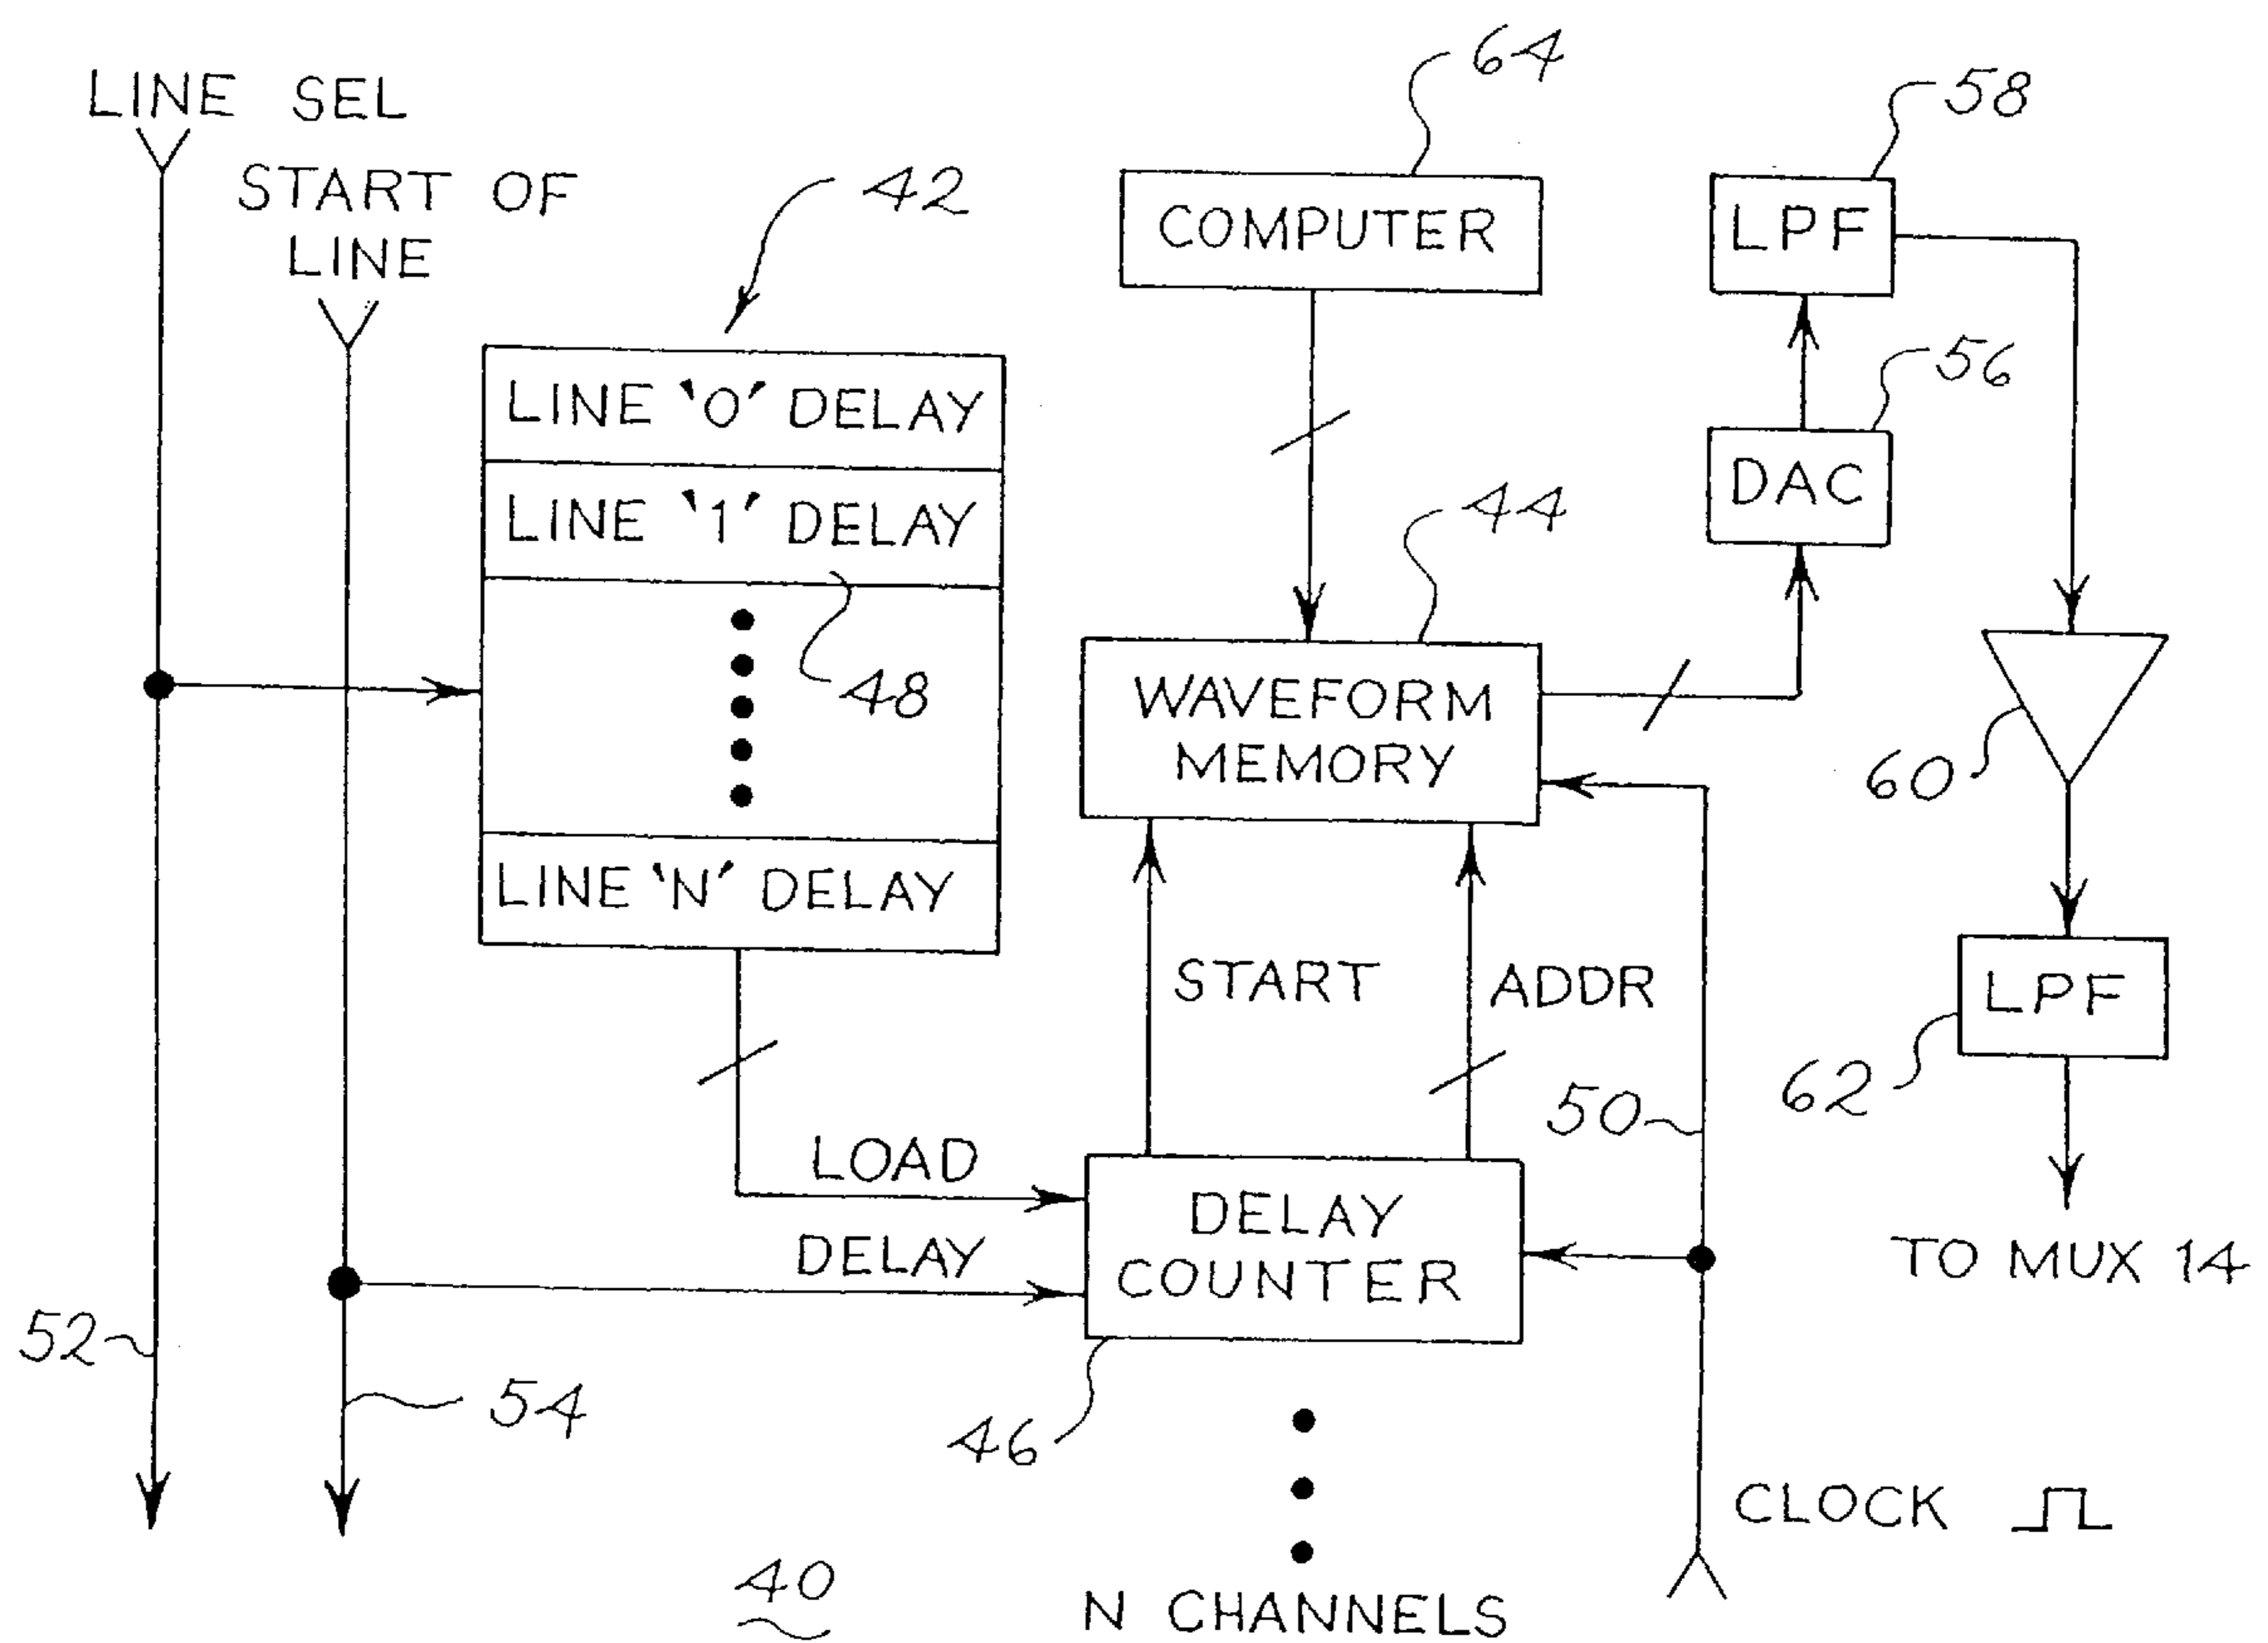 LINE SEL
START OF
LINE
42
64
COMPUTER
58
LPF
56
DAC
LINE '0' DELAY
LINE '1' DELAY
48
LINE 'N' DELAY
44
WAVEFORM
MEMORY
60
LPF
62
TO MUX 14
START
ADDR
50
LOAD
DELAY
DELAY
COUNTER
46
52
54
CLOCK
40
N CHANNELS